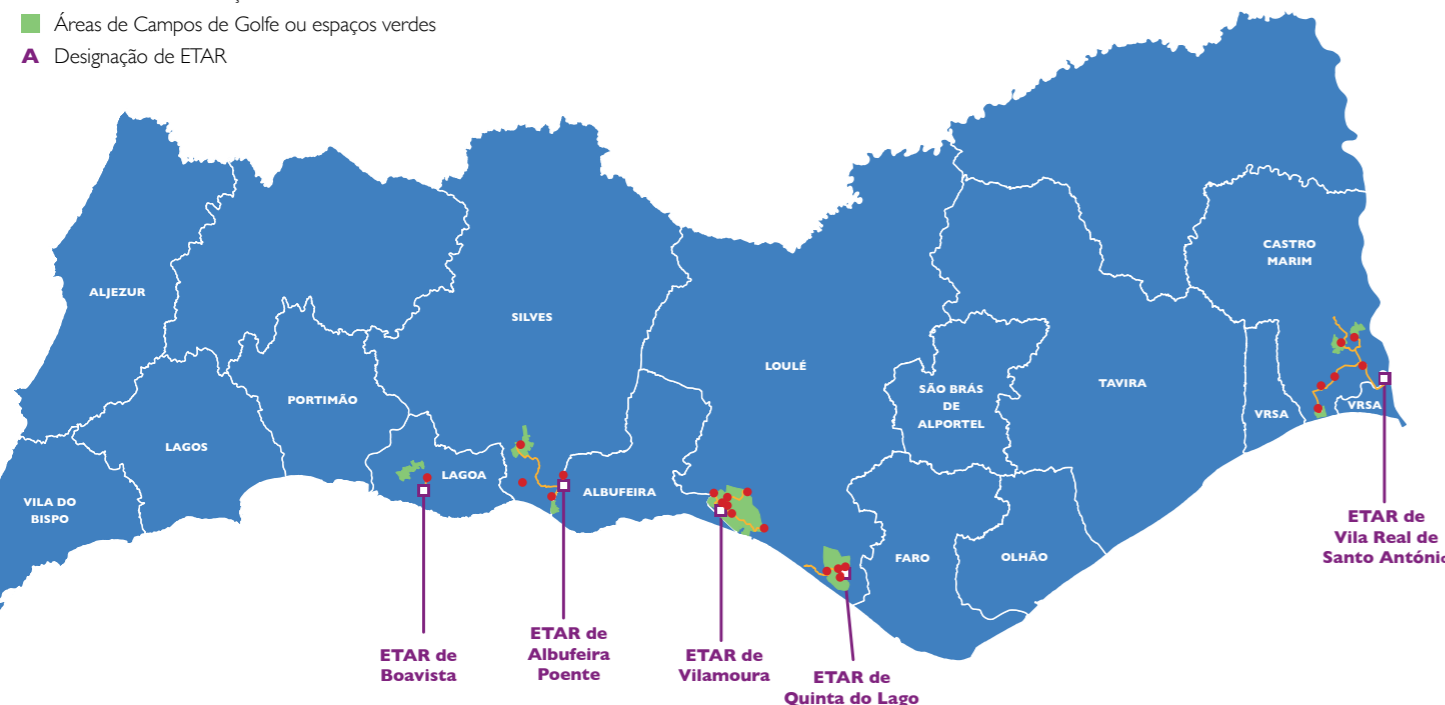 Áreas de Campos de Golfe ou espaços verdes
A Designação de ETAR
ALJEZUR
CASTRO
MARIM
SILVES
LOULÉ
TAVIRA
SÃO BRÁS
DE
ALPORTEL
PORTIMÃO
VRSA
VRSA
LAGOS
LAGOA
ALBUFEIRA
VILA DO
BISPO
FARO
OLHÃO
ETAR de
Vila Real de
Santo António
ETAR de
Boavista
ETAR de
Albufeira
Poente
ETAR de
Vilamoura
ETAR de
Quinta do Lago